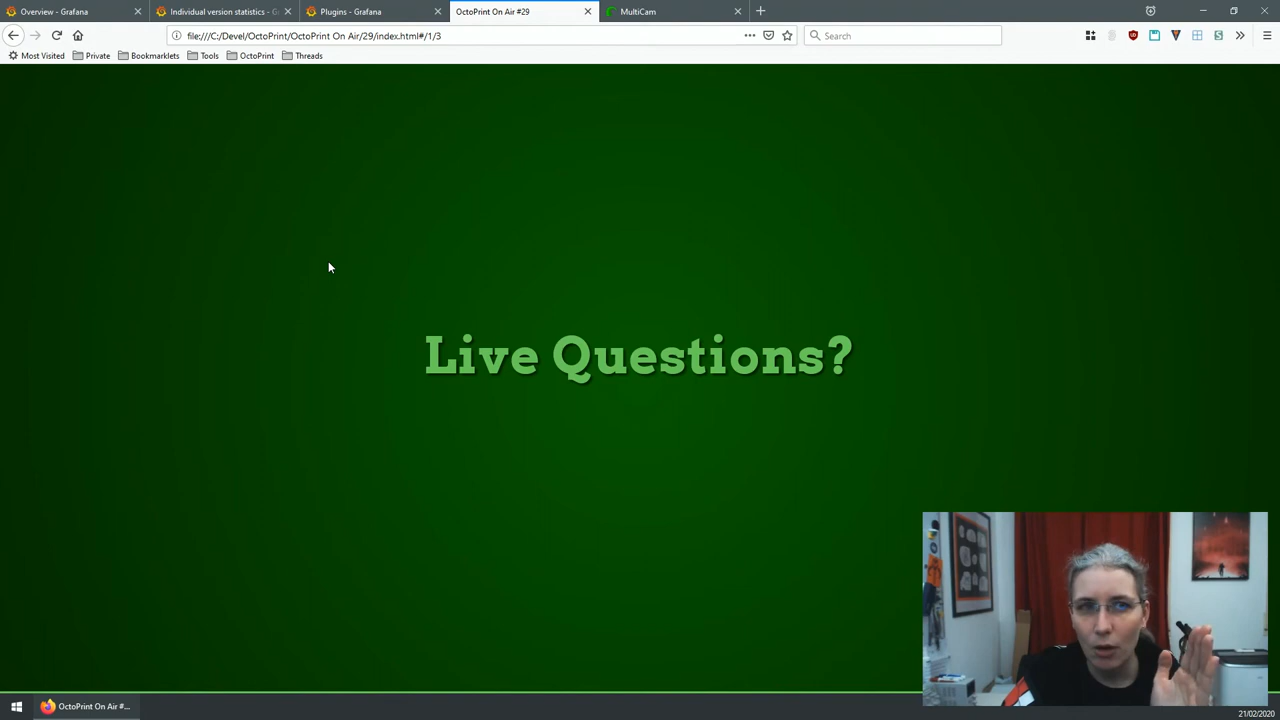 Overview - Grafana
Individual version statistics - G
Plugins - Grafana
OctoPrint On Air #29
MultiCam
file:///C:/Devel/OctoPrint/OctoPrint On Air/29/index.html#/1/3
Search
Most Visited
Private
Bookmarklets
Tools
OctoPrint
Threads
Live Questions?
OctoPrint On Air #...
21/02/2020